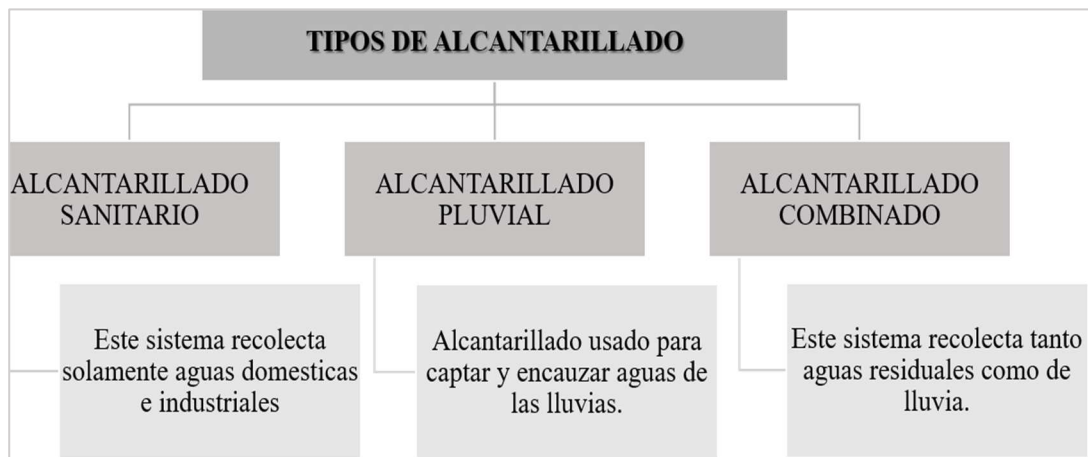 TIPOS DE ALCANTARILLADO
ALCANTARILLADO
SANITARIO
Este sistema recolecta
solamente aguas domesticas
e industriales
ALCANTARILLADO
PLUVIAL
Alcantarillado usado para
captar y encauzar aguas de
las lluvias.
ALCANTARILLADO
COMBINADO
Este sistema recolecta tanto
aguas residuales como de
lluvia.